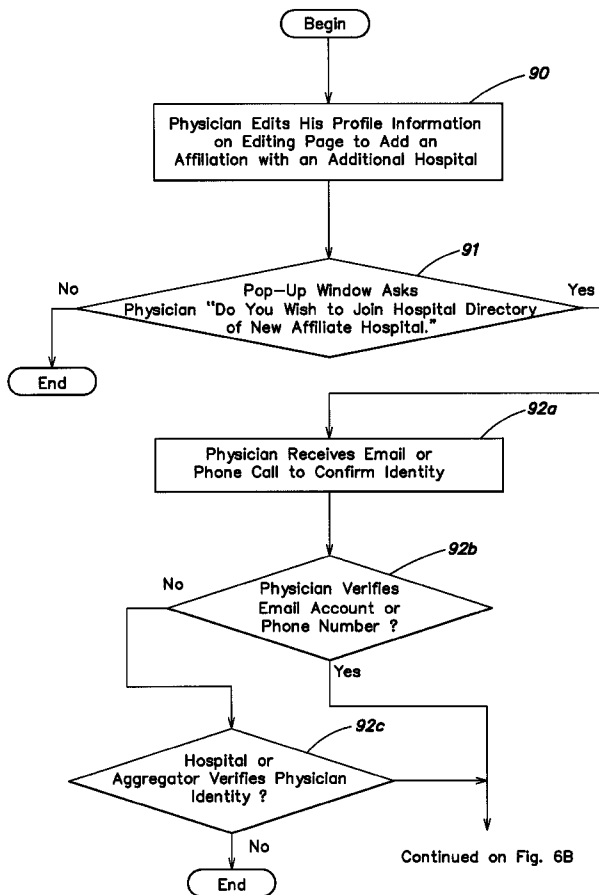 Begin
90
Physician Edits His Profile Information
on Editing Page to Add an
Affiliation with an Additional Hospital
91
No
Pop-Up Window Asks
Yes
Physician "Do You Wish to Join Hospital Directory
of New Affiliate Hospital."
End
92a
Physician Receives Email or
Phone Call to Confirm Identity
92b
No
Physician Verifies
Email Account or
Phone Number ?
Yes
92c
Hospital or
Aggregator Verifies Physician
Identity ?
No
Continued on Fig. 6B
End